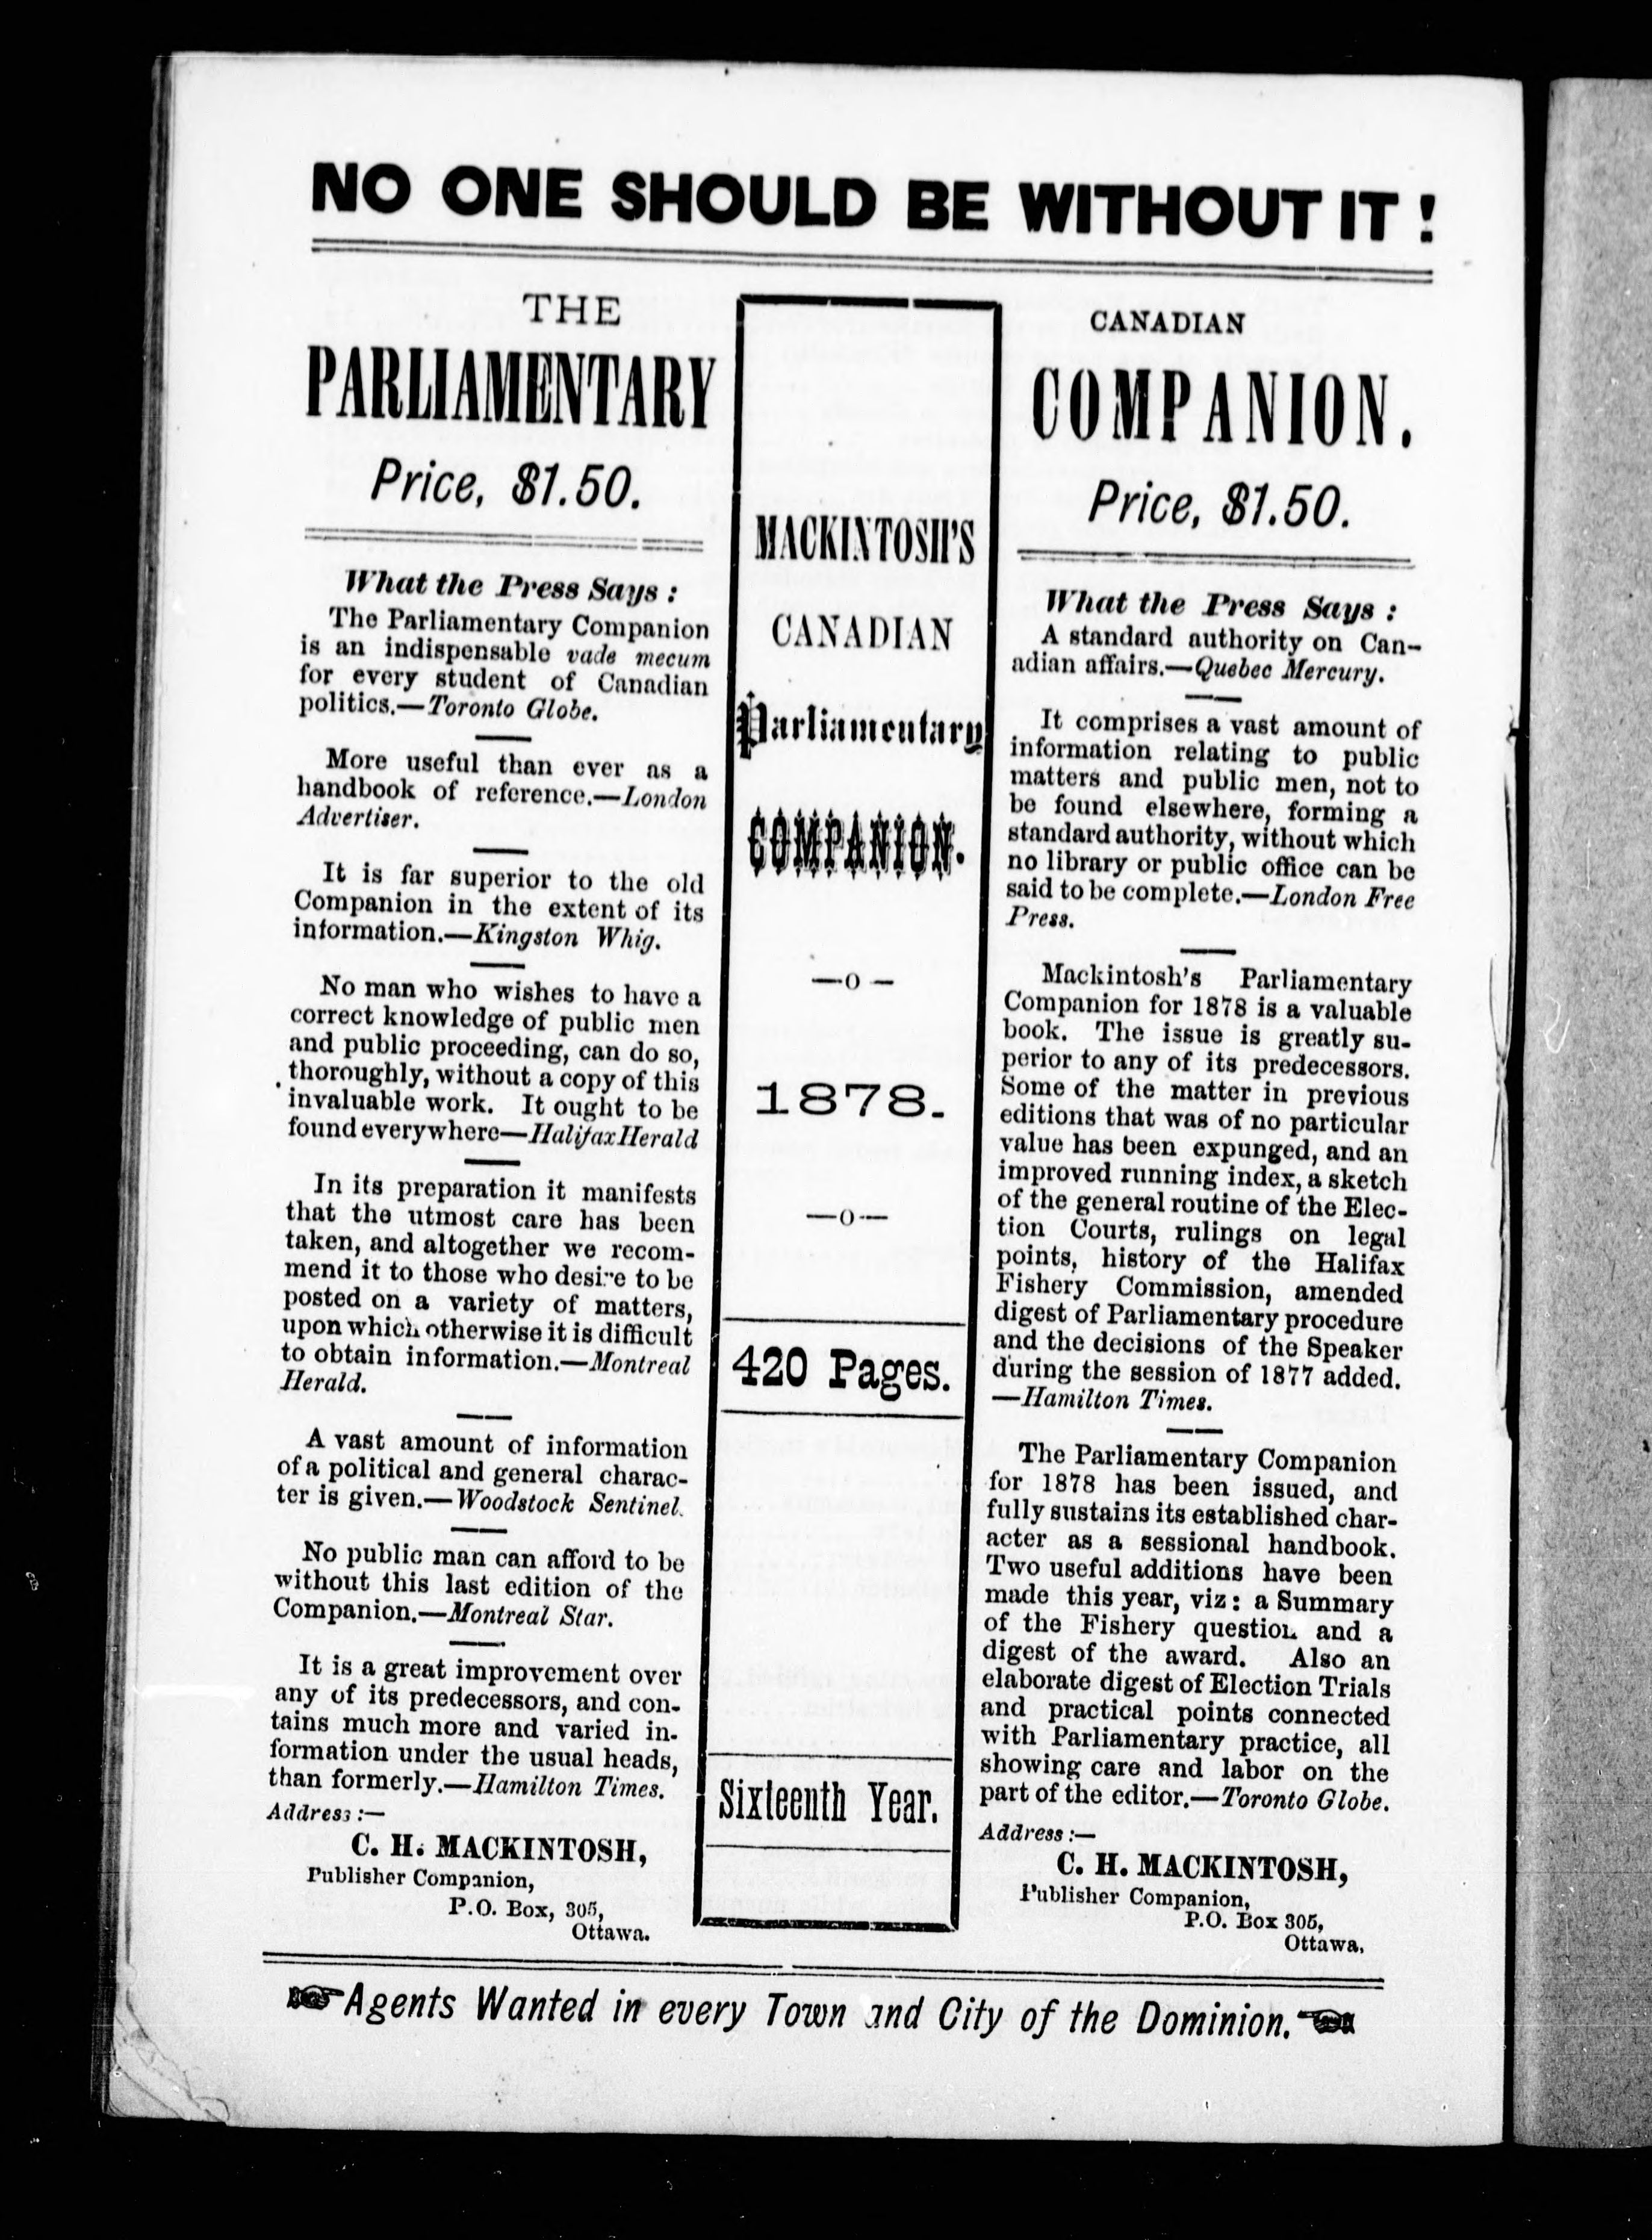 NO ONE SHOULD BE WITHOUT IT !
THE
PARLIAMENTARY
Price, $1.50.
What the Press Says :
The Parliamentary Companion
is an indispensable vade mecum
for every student of Canadian
politics.—Toronto Globe.
More useful than ever as a
handbook of reference.—London
Advertiser.
It is far superior to the old
Companion in the extent of its
information.—Kingston Whig.
No man who wishes to have a
correct knowledge of public men
and public proceeding, can do so,
thoroughly, without a copy of this
invaluable work. It ought to be
found everywhere—Halifax Herald
In its preparation it manifests
that the utmost care has been
taken, and altogether we recom-
mend it to those who desire to be
posted on a variety of matters,
upon which otherwise it is difficult
to obtain information.—Montreal
Herald.
A vast amount of information
of a political and general charac-
ter is given.—Woodstock Sentinel.
No public man can afford to be
without this last edition of the
Companion.—Montreal Star.
It is a great improvement over
any of its predecessors, and con-
tains much more and varied in-
formation under the usual heads,
than formerly.—Hamilton Times.
Address :—
C. H. MACKINTOSH,
Publisher Companion,
P.O. Box, 305,
Ottawa.
MACKINTOSH'S
CANADIAN
Parliamentary
COMPANION.
—o—
1878.
—o—
420 Pages.
Sixteenth Year.
CANADIAN
COMPANION.
Price, $1.50.
What the Press Says :
A standard authority on Can-
adian affairs.—Quebec Mercury.
It comprises a vast amount of
information relating to public
matters and public men, not to
be found elsewhere, forming a
standard authority, without which
no library or public office can be
said to be complete.—London Free
Press.
Mackintosh's Parliamentary
Companion for 1878 is a valuable
book. The issue is greatly su-
perior to any of its predecessors.
Some of the matter in previous
editions that was of no particular
value has been expunged, and an
improved running index, a sketch
of the general routine of the Elec-
tion Courts, rulings on legal
points, history of the Halifax
Fishery Commission, amended
digest of Parliamentary procedure
and the decisions of the Speaker
during the session of 1877 added.
—Hamilton Times.
The Parliamentary Companion
for 1878 has been issued, and
fully sustains its established char-
acter as a sessional handbook.
Two useful additions have been
made this year, viz : a Summary
of the Fishery question and a
digest of the award. Also an
elaborate digest of Election Trials
and practical points connected
with Parliamentary practice, all
showing care and labor on the
part of the editor.—Toronto Globe.
Address :—
C. H. MACKINTOSH,
Publisher Companion,
P.O. Box 305,
Ottawa.
Agents Wanted in every Town and City of the Dominion.